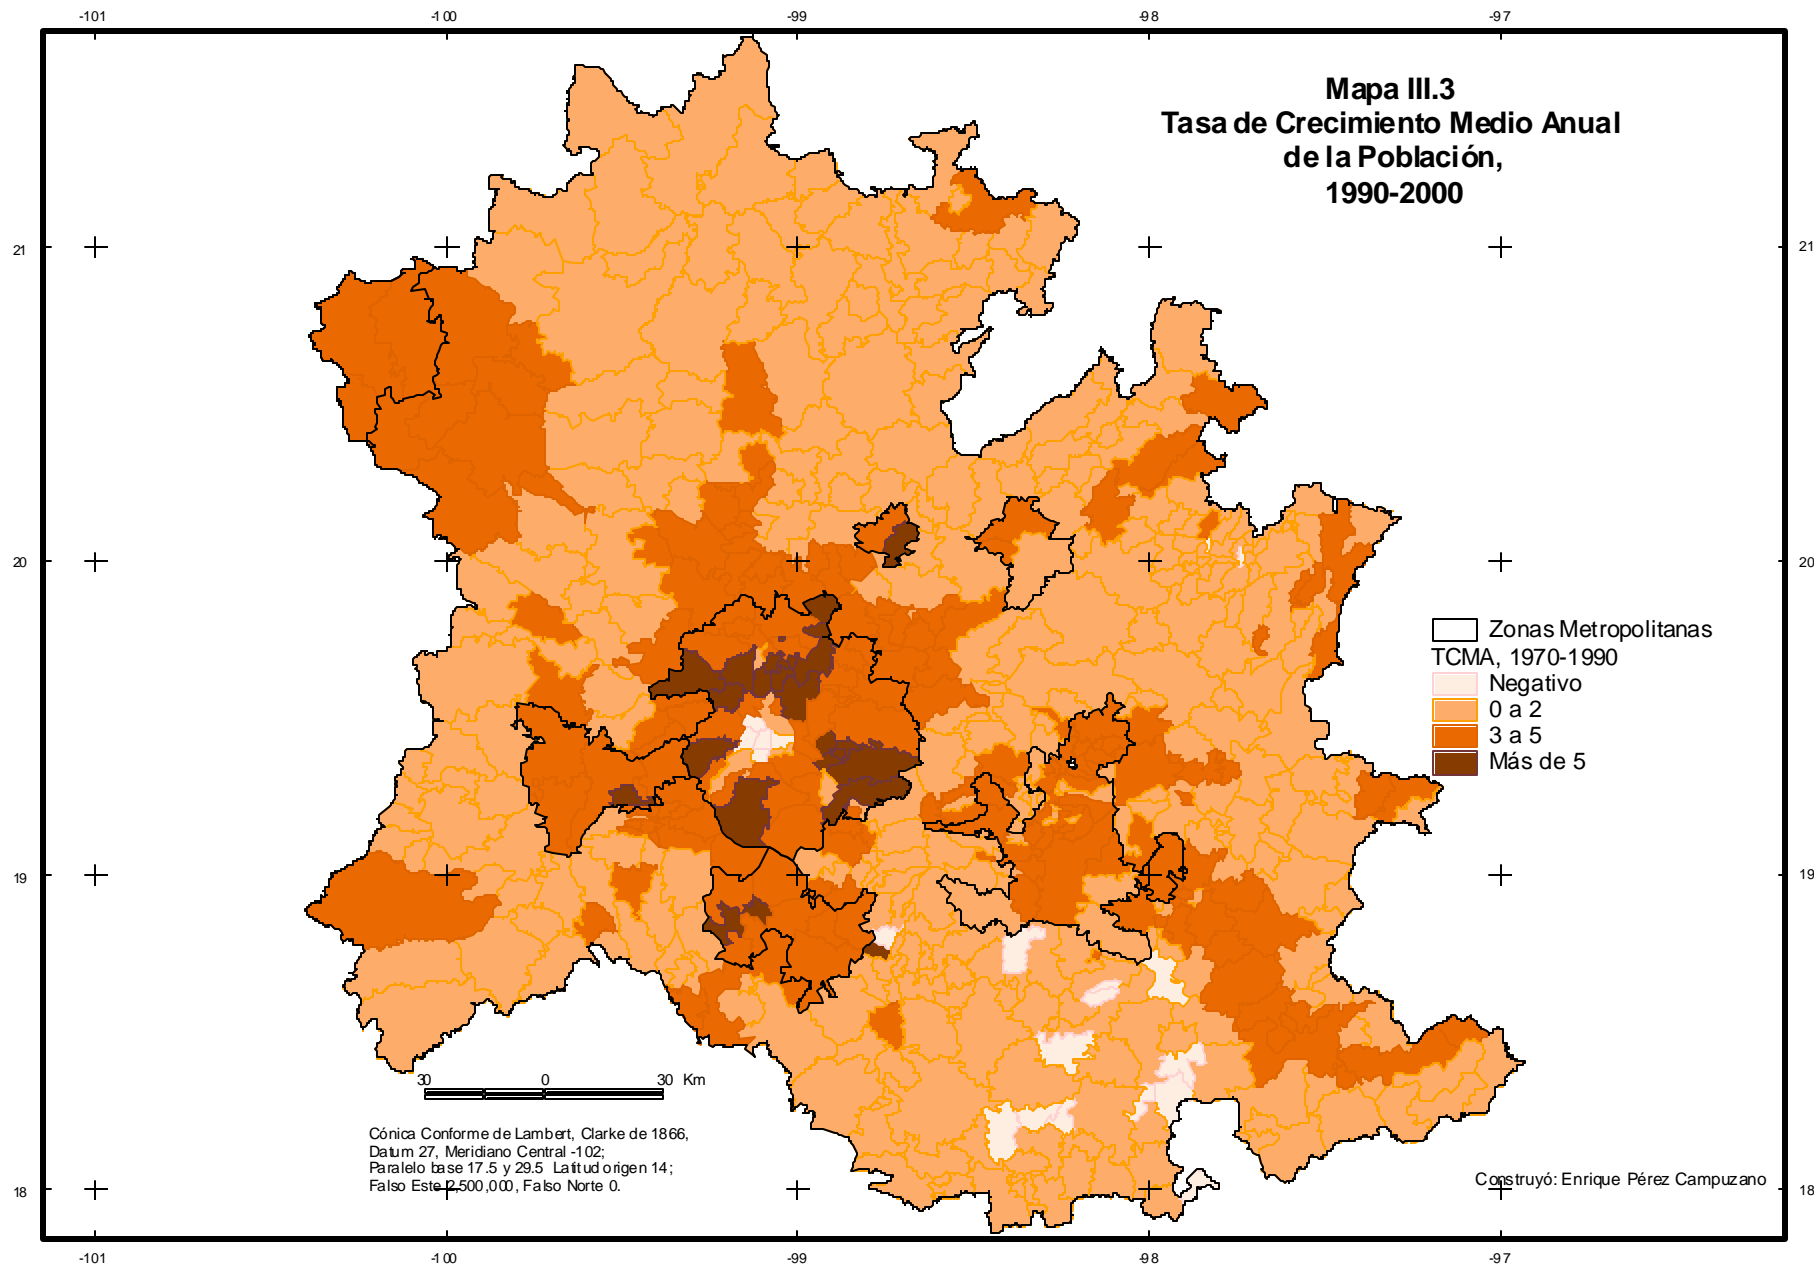 -101
-100
-99
-98
-97
Mapa III.3
Tasa de Crecimiento Medio Anual
de la Población,
1990-2000
21
21
20
20
Zonas Metropolitanas
TCMA, 1970-1990
Negativo
0 a 2
3 a 5
Más de 5
19
19
30 0 30 Km
Cónica Conforme de Lambert, Clarke de 1866,
Datum 27, Meridiano Central -102;
Paralelo base 17.5 y 29.5 Latitud origen 14;
Falso Este 2,500,000, Falso Norte 0.
Construyó: Enrique Pérez Campuzano
18
18
-101
-100
-99
-98
-97